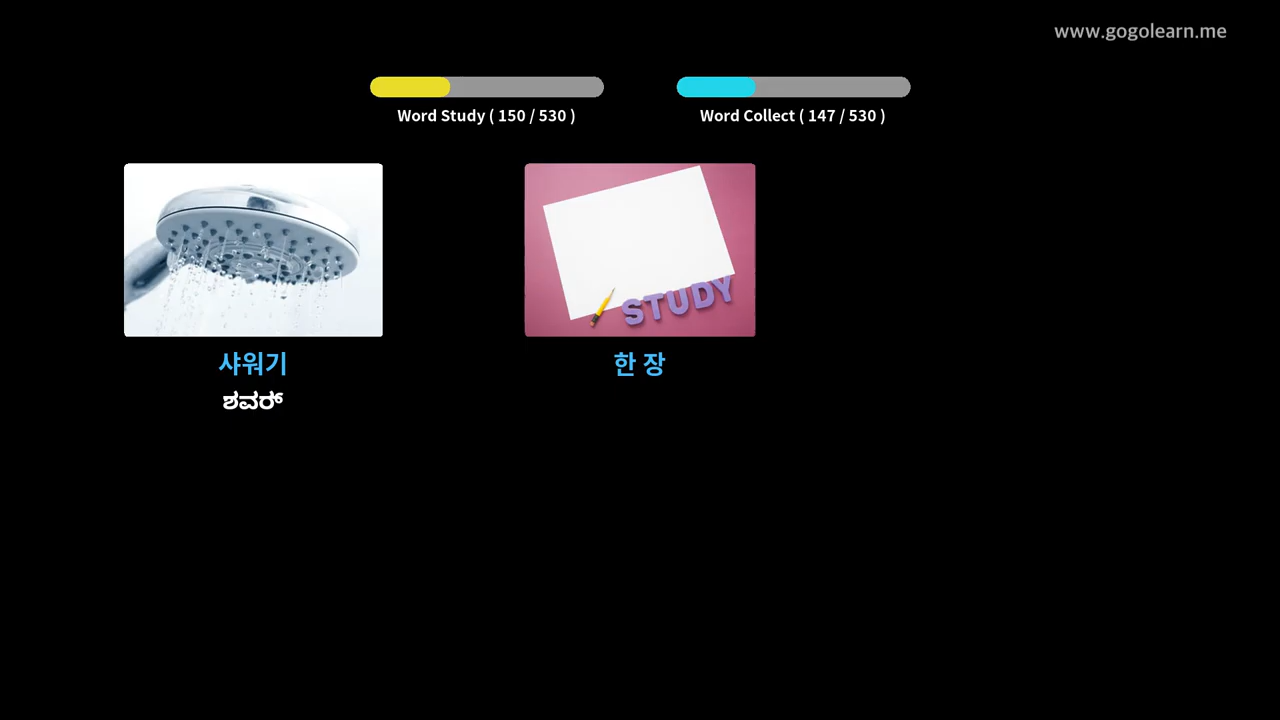 www.gogolearn.me
Word Study ( 150 / 530 )
Word Collect ( 147 / 530 )
STUDY
샤워기
한 장
ಶವರ್